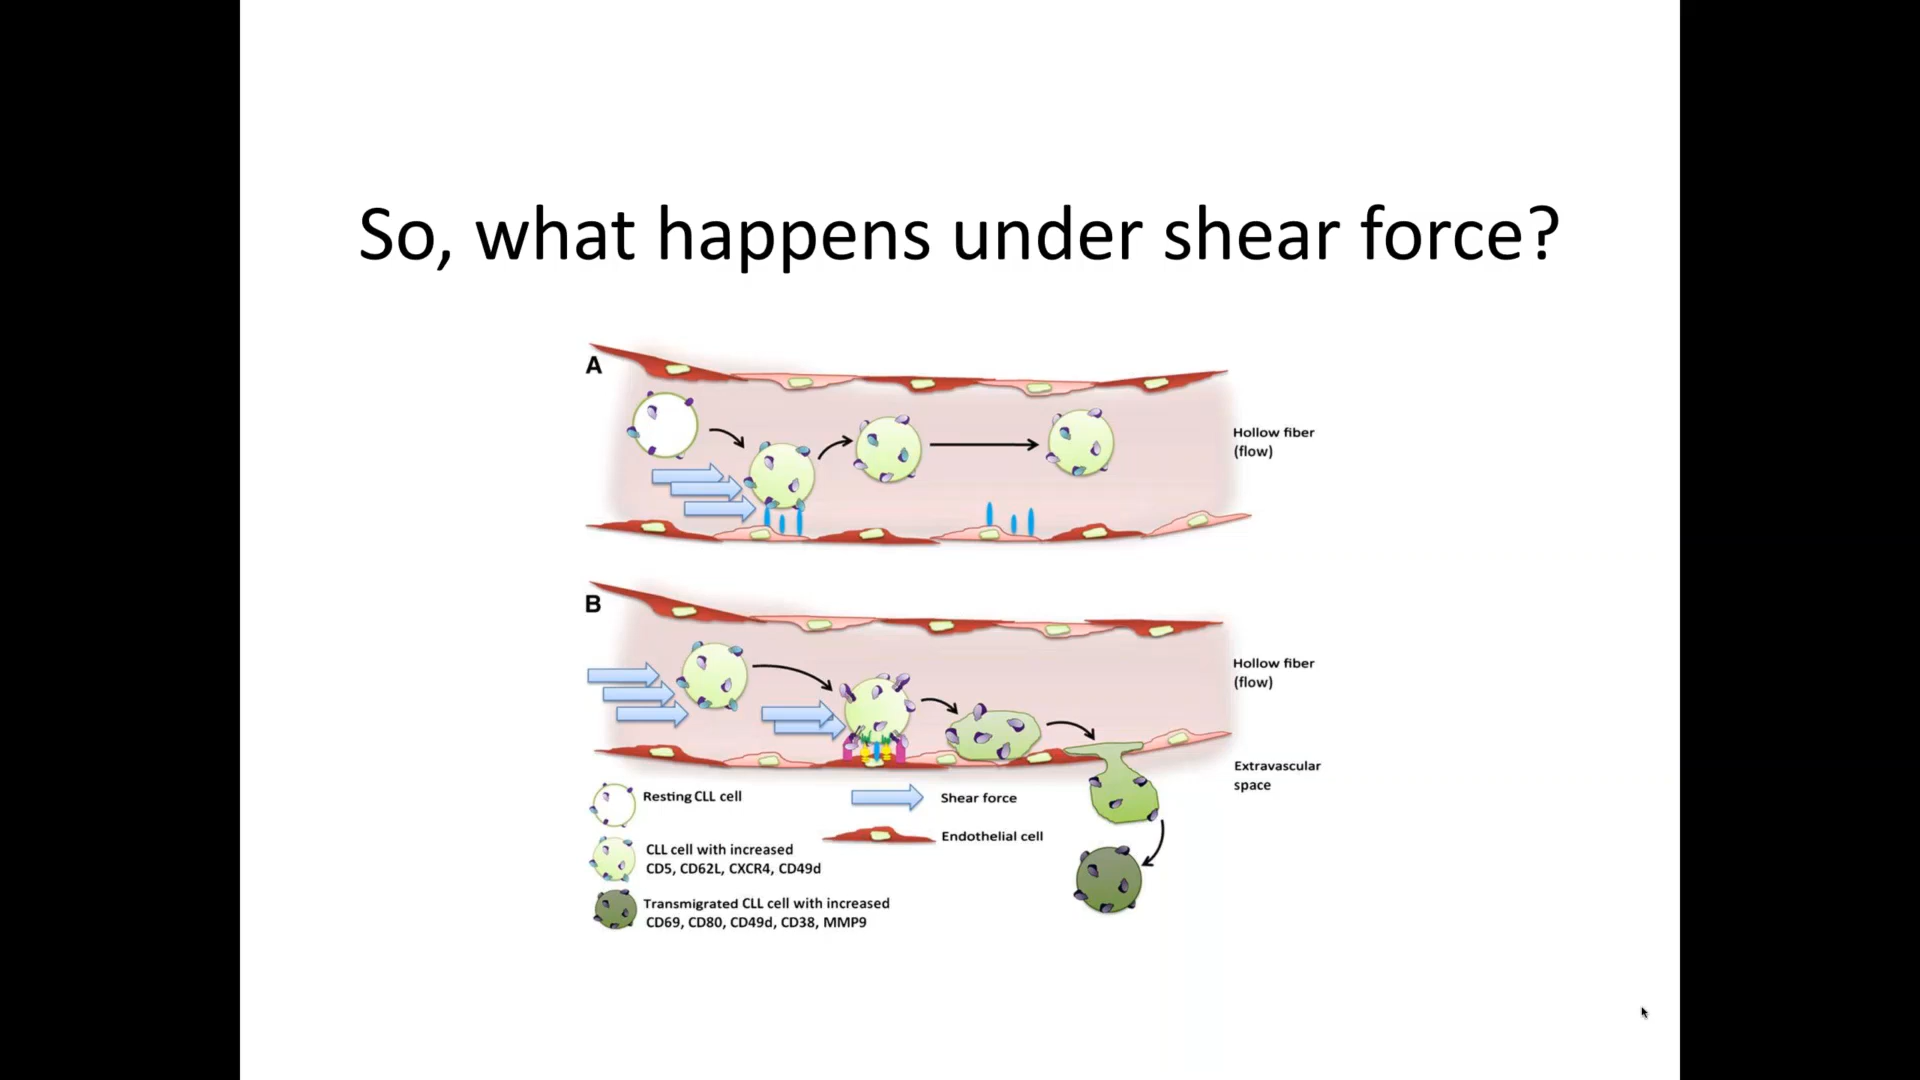 So, what happens under shear force?
A
Hollow fiber
(flow)
B
Hollow fiber
(flow)
Extravascular
space
Resting CLL cell
Shear force
Endothelial cell
CLL cell with increased
CD5, CD62L, CXCR4, CD49d
Transmigrated CLL cell with increased
CD69, CD80, CD49d, CD38, MMP9